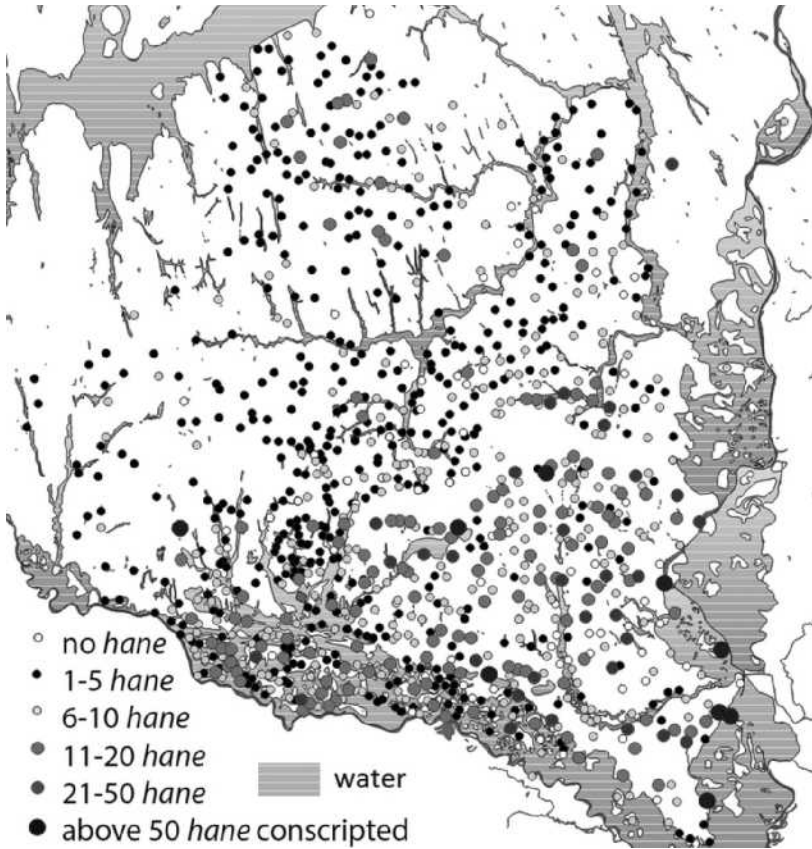 no hane
1-5 hane
6-10 hane
11-20 hane
21-50 hane
above 50 hane conscripted
water